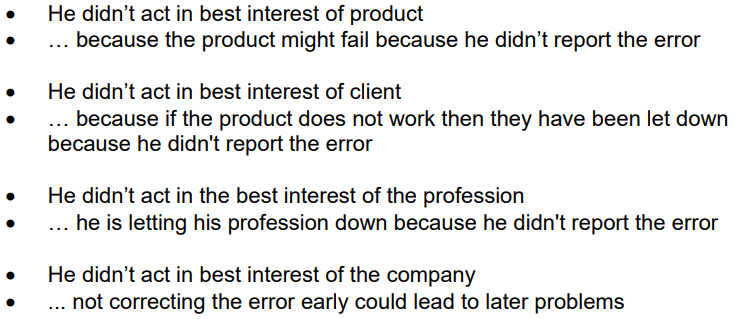 • He didn’t act in best interest of product
• … because the product might fail because he didn’t report the error
• He didn’t act in best interest of client
• … because if the product does not work then they have been let down
because he didn't report the error
• He didn’t act in the best interest of the profession
• … he is letting his profession down because he didn't report the error
• He didn’t act in best interest of the company
• ... not correcting the error early could lead to later problems